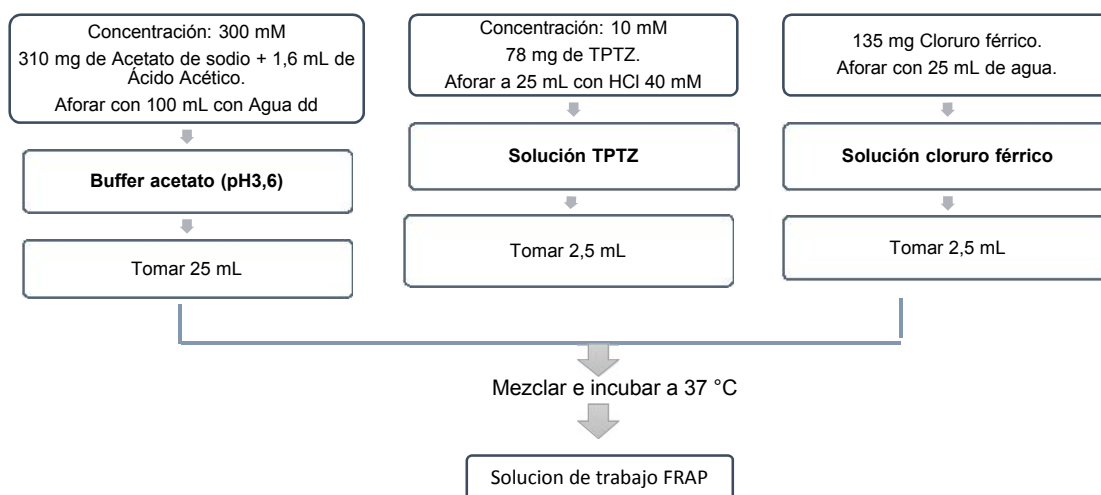 Concentración: 300 mM
310 mg de Acetato de sodio + 1,6 mL de
Ácido Acético.
Aforar con 100 mL con Agua dd
Buffer acetato (pH3,6)
Tomar 25 mL
Concentración: 10 mM
78 mg de TPTZ.
Aforar a 25 mL con HCl 40 mM
Solución TPTZ
Tomar 2,5 mL
135 mg Cloruro férrico.
Aforar con 25 mL de agua.
Solución cloruro férrico
Tomar 2,5 mL
Mezclar e incubar a 37 °C
Solucion de trabajo FRAP